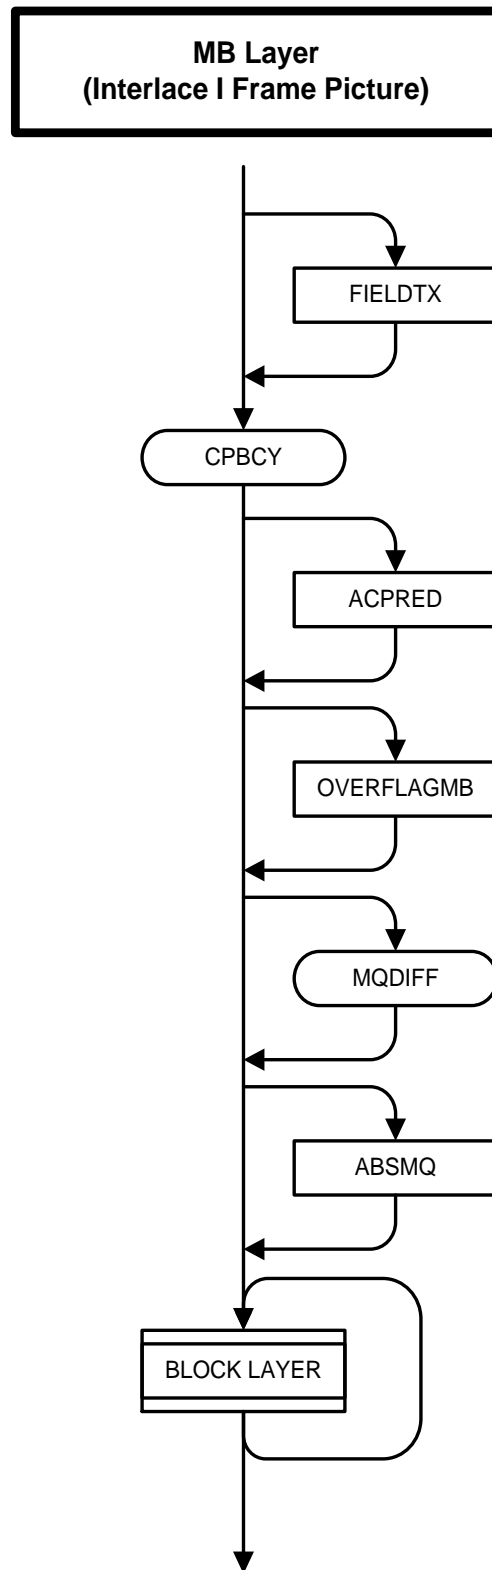 MB Layer
(Interlace I Frame Picture)
FIELDTX
CPBCY
ACPRED
OVERFLAGMB
MQDIFF
ABSMQ
BLOCK LAYER